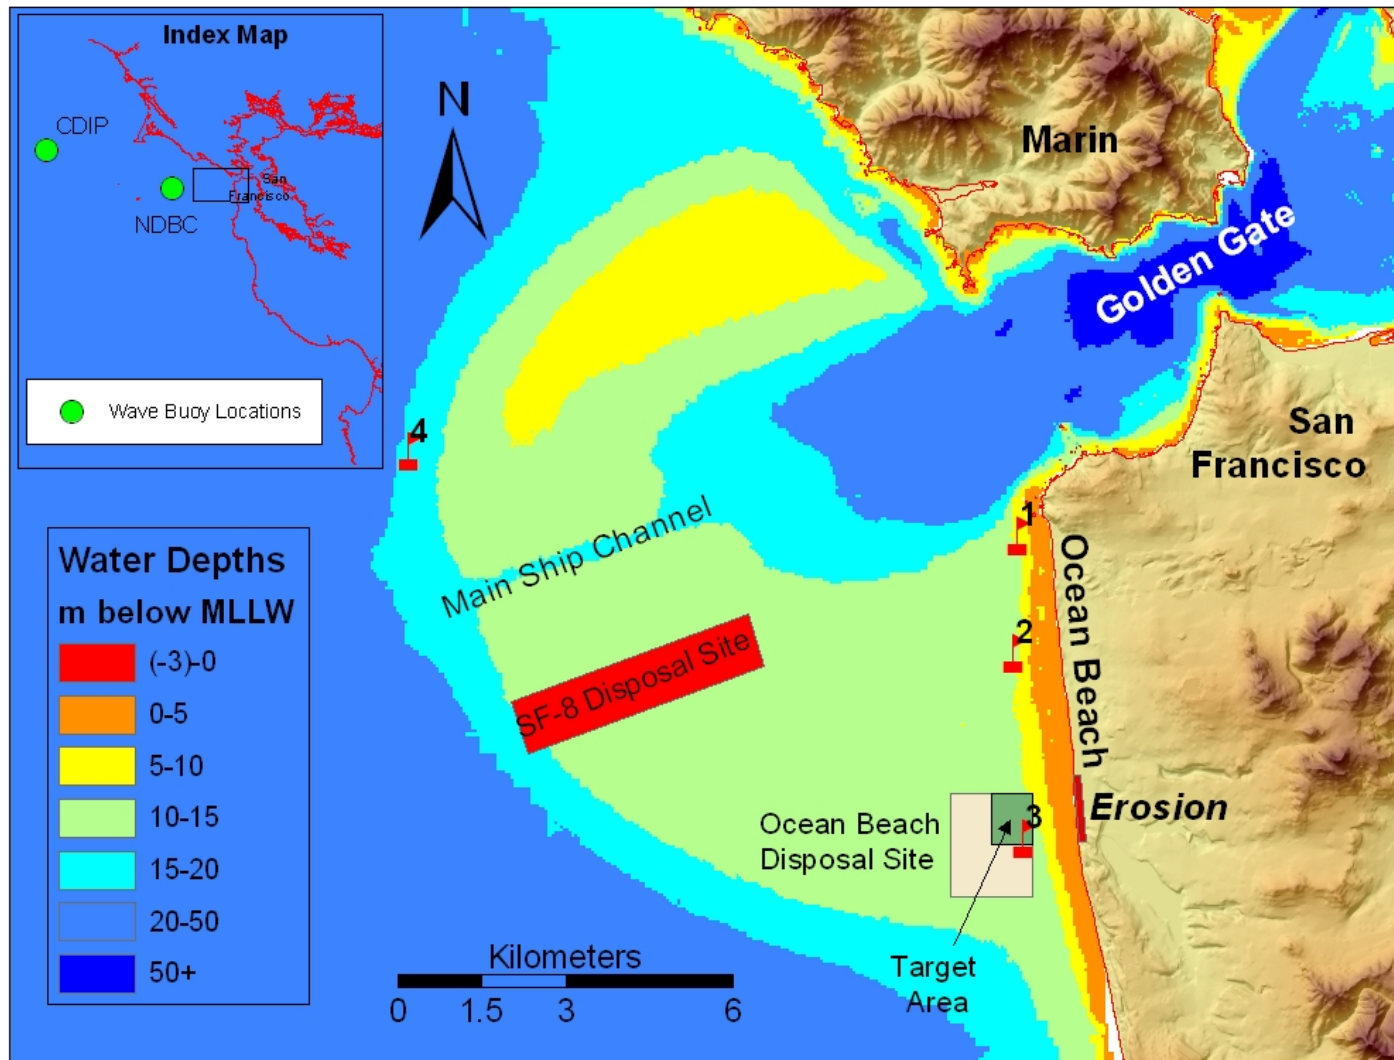 Index Map
CDIP
NDBC
San
Francisco
Wave Buoy Locations
N
Marin
Golden Gate
San
Francisco
4
Main Ship Channel
1
2
Ocean Beach
SF-8 Disposal Site
Erosion
3
Ocean Beach
Disposal Site
Target
Area
Water Depths
m below MLLW
(-3)-0
0-5
5-10
10-15
15-20
20-50
50+
Kilometers
0 1.5 3 6